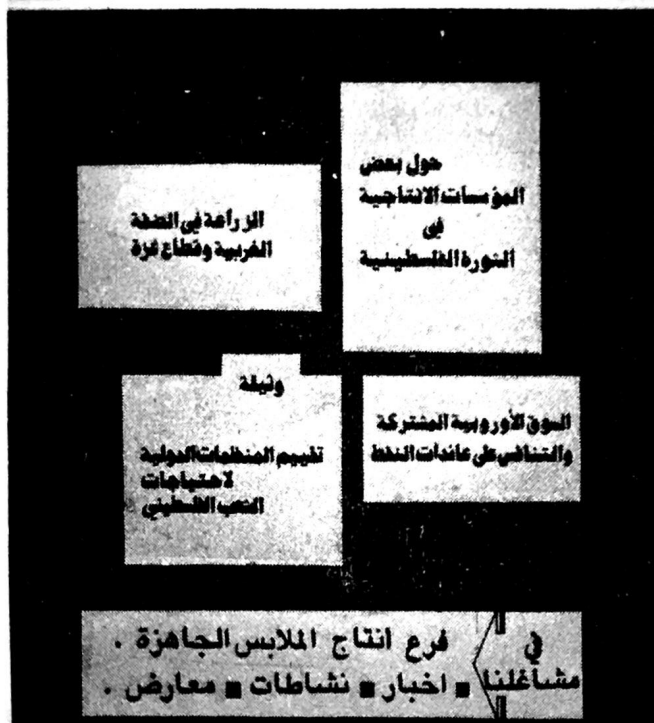 حول بعض
المؤسسات الانتاجية
في
الثورة الفلسطينية
الزراعة في الضفة
الغربية وقطاع غزة
السوق الأوروبية المشتركة
والتنافس على عائدات النفط
وثيقة
تقييم المنظمات الدولية
لاحتياجات
الشعب الفلسطيني
في
مشاغلنا
فرع انتاج الملابس الجاهزة .
■ اخبار ■ نشاطات ■ معارض .